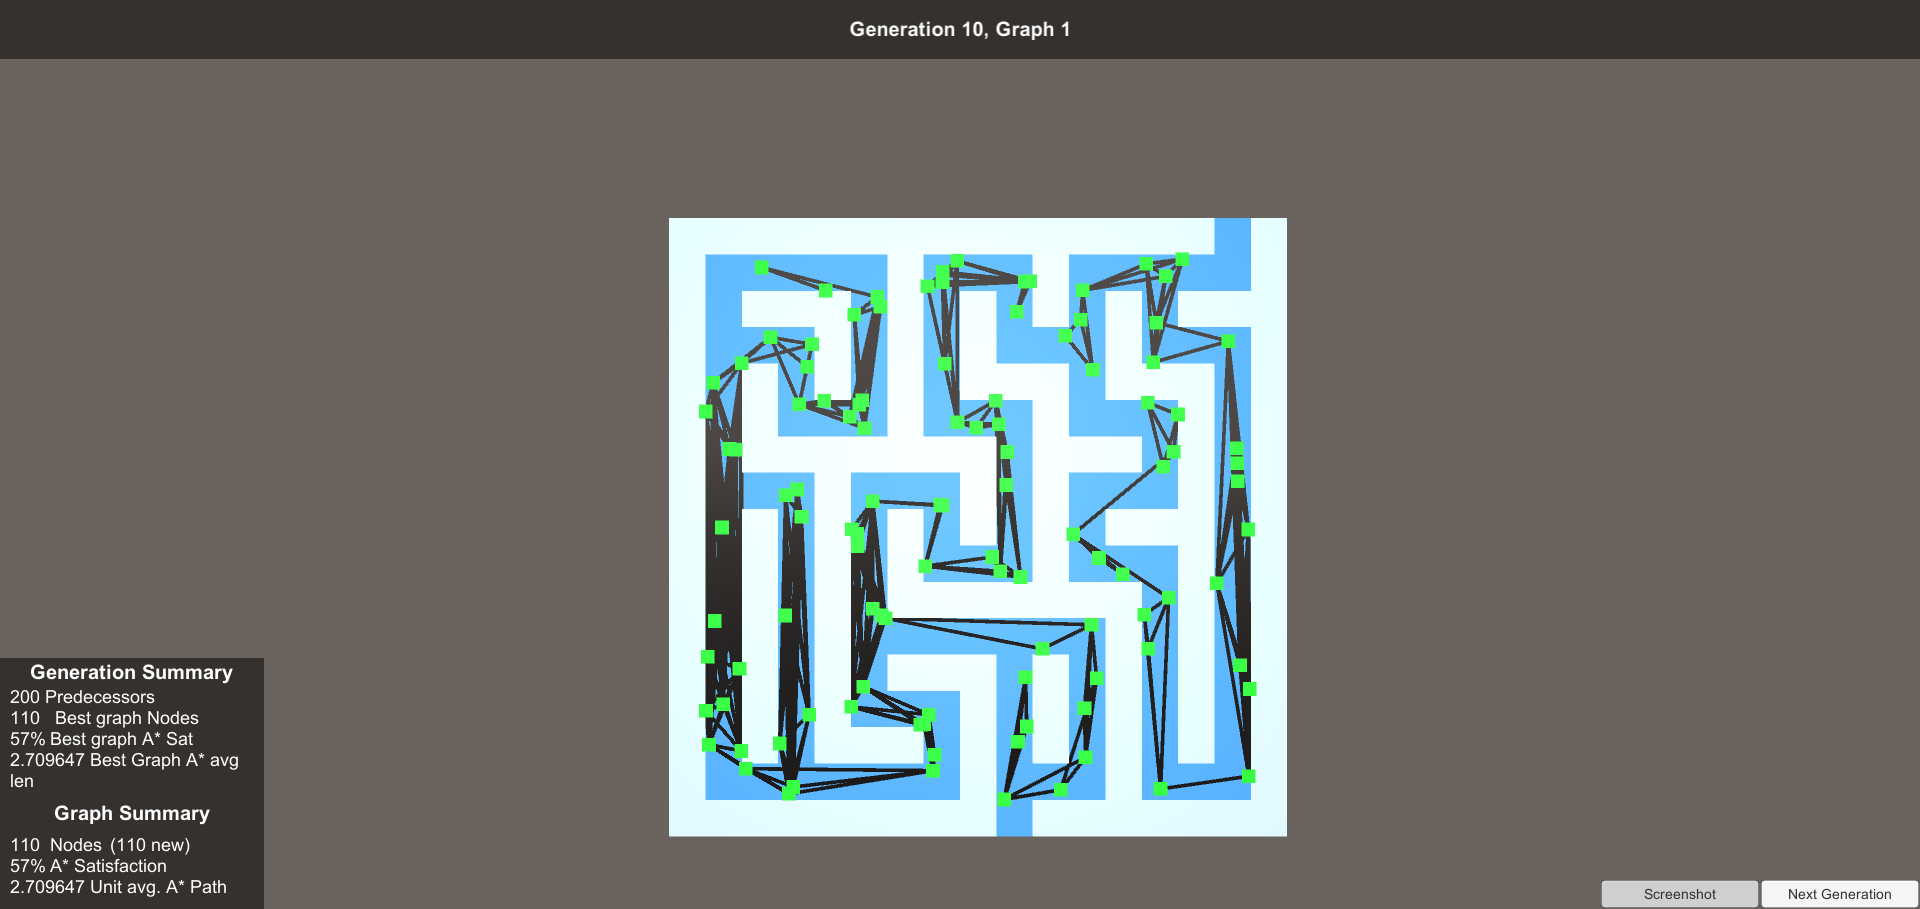 Generation 10, Graph 1
Generation Summary
200 Predecessors
110 Best graph Nodes
57% Best graph A* Sat
2.709647 Best Graph A* avg
len
Graph Summary
110 Nodes (110 new)
57% A* Satisfaction
2.709647 Unit avg. A* Path
Screenshot
Next Generation